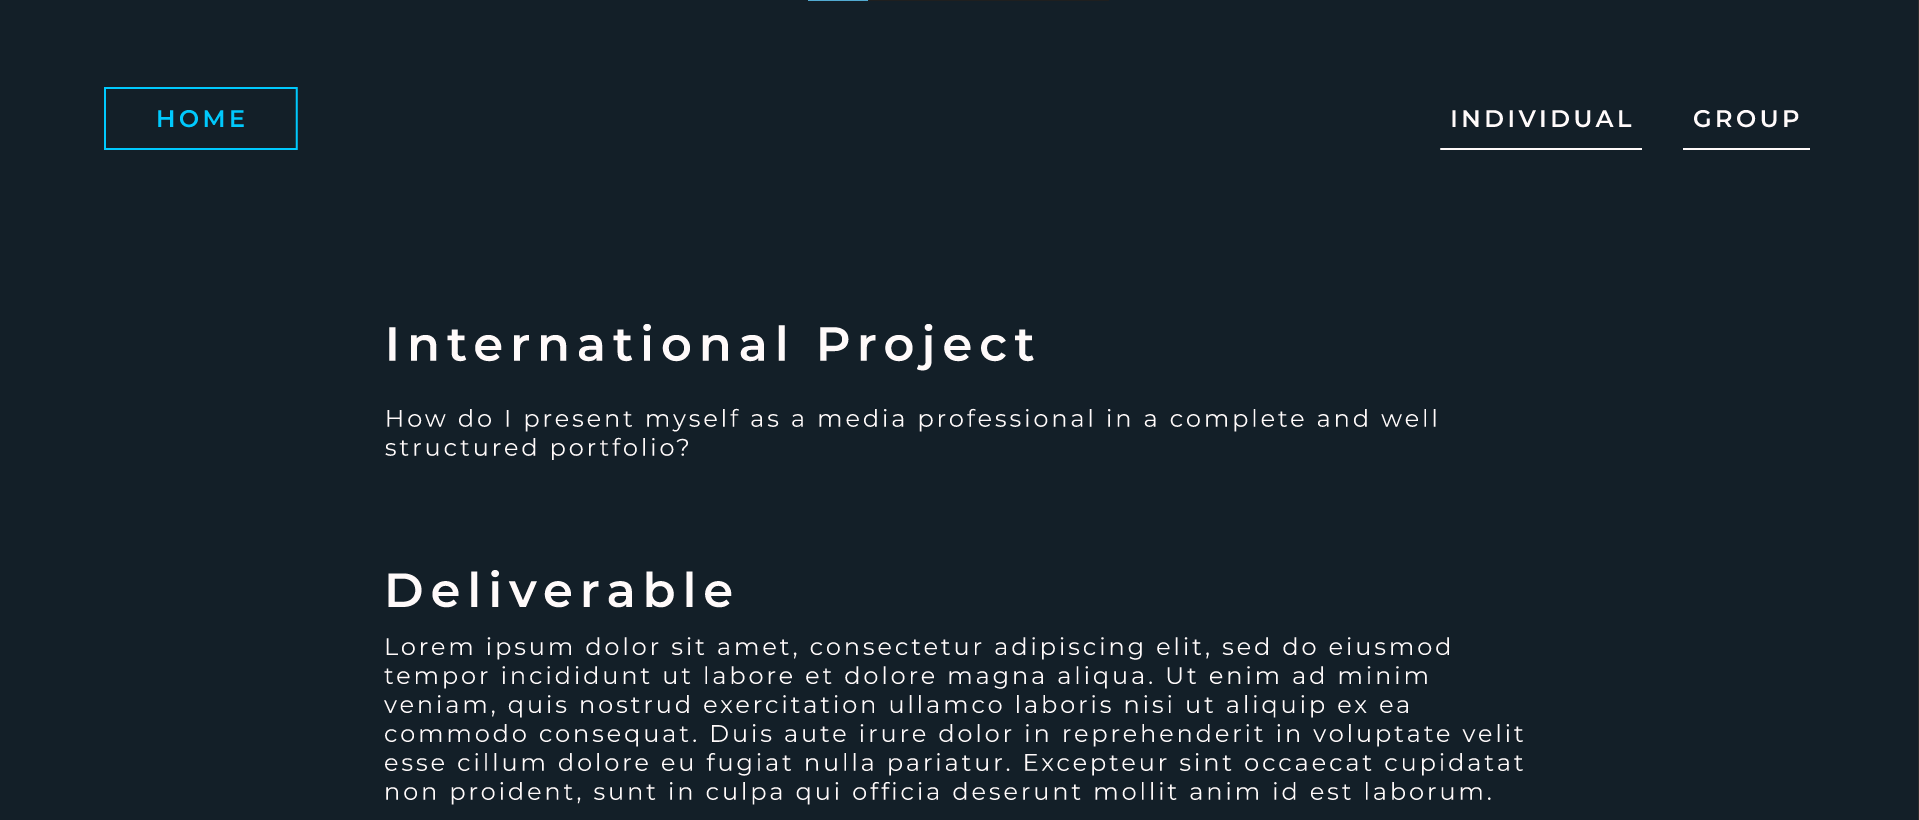 HOME
INDIVIDUAL
GROUP
International Project
How do I present myself as a media professional in a complete and well
structured portfolio?
Deliverable
Lorem ipsum dolor sit amet, consectetur adipiscing elit, sed do eiusmod
tempor incididunt ut labore et dolore magna aliqua. Ut enim ad minim
veniam, quis nostrud exercitation ullamco laboris nisi ut aliquip ex ea
commodo consequat. Duis aute irure dolor in reprehenderit in voluptate velit
esse cillum dolore eu fugiat nulla pariatur. Excepteur sint occaecat cupidatat
non proident, sunt in culpa qui officia deserunt mollit anim id est laborum.